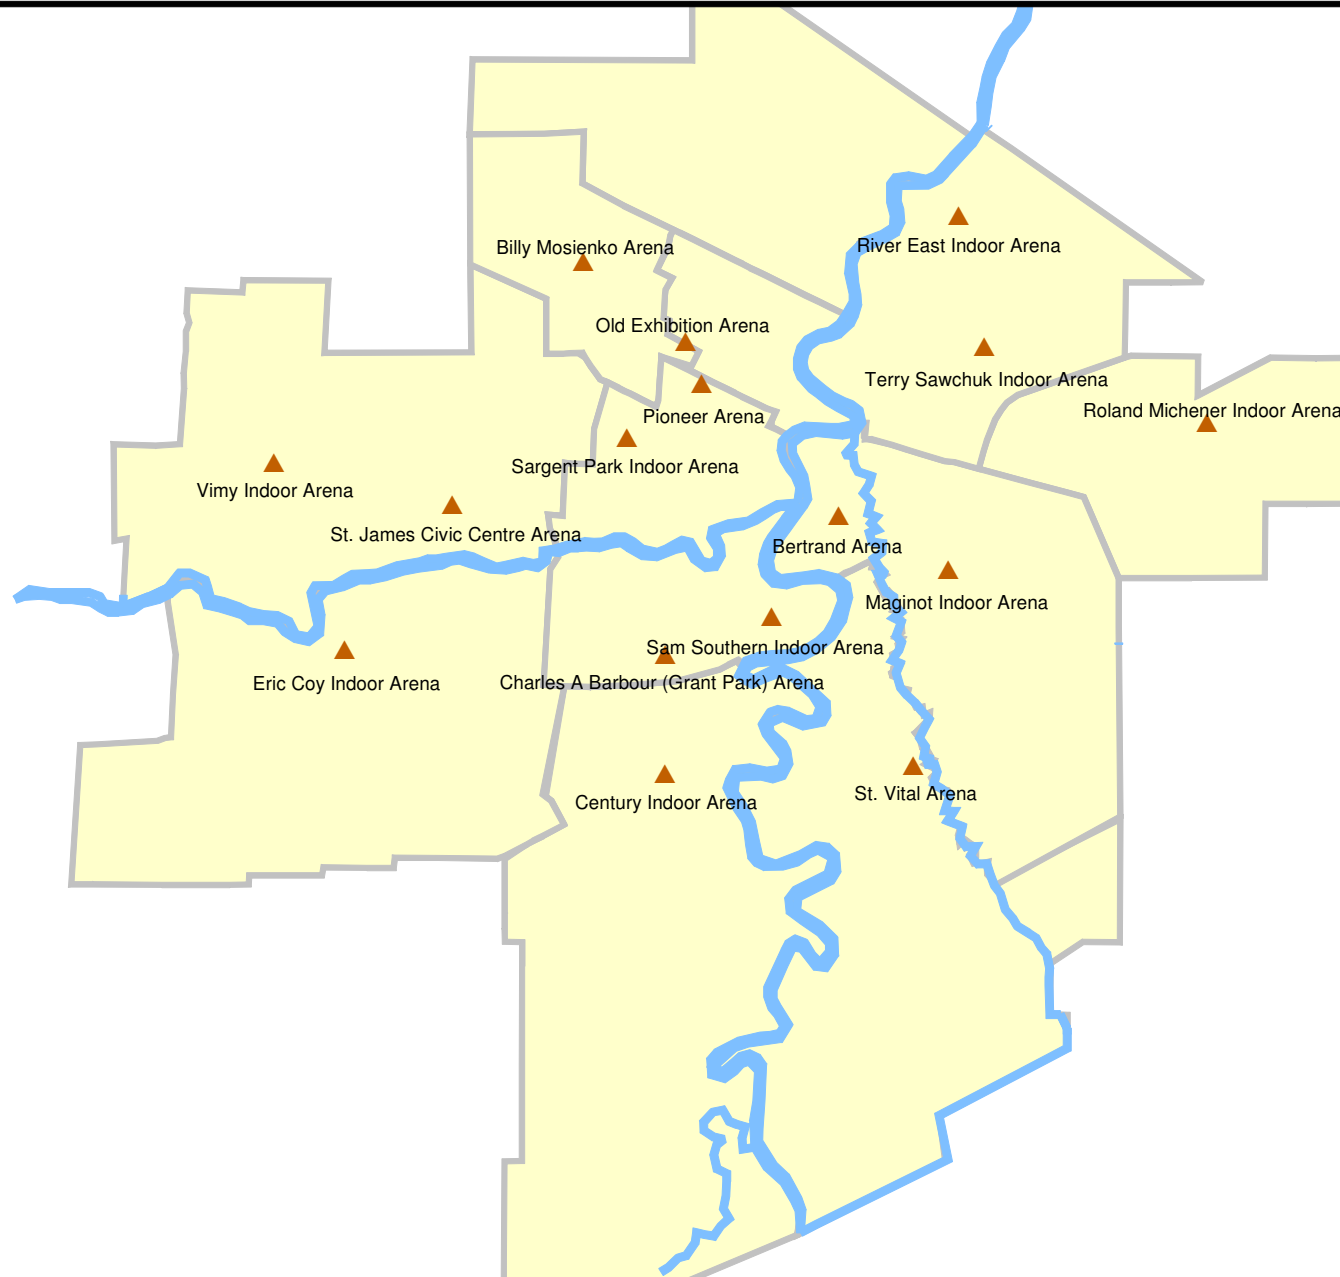 River East Indoor Arena
Billy Mosienko Arena
Old Exhibition Arena
Terry Sawchuk Indoor Arena
Roland Michener Indoor Arena
Pioneer Arena
Sargent Park Indoor Arena
Vimy Indoor Arena
St. James Civic Centre Arena
Bertrand Arena
Maginot Indoor Arena
Sam Southern Indoor Arena
Eric Coy Indoor Arena
Charles A Barbour (Grant Park) Arena
St. Vital Arena
Century Indoor Arena